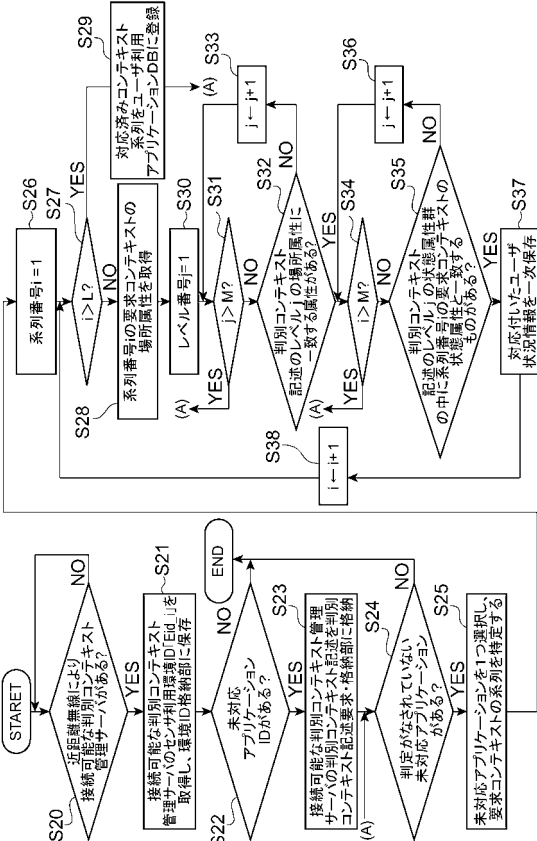 STARET
S20
近距離無線により
接続可能な判別コンテキスト
管理サーバがある?
NO
YES
S21
接続可能な判別コンテキスト
管理サーバのセンサ利用環境ID「Eid_i」を
取得し、環境ID格納部に保存
S22
未対応
アプリケーション
IDがある?
NO
END
YES
S23
接続可能な判別コンテキスト管理
サーバの判別コンテキスト記述を判別
コンテキスト記述要求・格納部に格納
(A)
S24
判定がなされていない
未対応アプリケーション
がある?
NO
YES
S25
未対応アプリケーションを1つ選択し、
要求コンテキストの系列を特定する
S26
系列番号i=1
S27
i>L?
YES
NO
S29
対応済みコンテキスト
系列をユーザ利用
アプリケーションDBに登録
(A)
S28
系列番号iの要求コンテキストの
場所属性を取得
S30
レベル番号j=1
S31
j>M?
YES
(A)
NO
S33
j←j+1
S32
判別コンテキスト
記述のレベルjの場所属性に
一致する属性がある?
NO
YES
S34
i>M?
YES
(A)
NO
S36
j←j+1
S35
判別コンテキスト
記述のレベルjの状態属性群
の中に系列番号iの要求コンテキストの
状態属性と一致する
ものがある?
NO
YES
S37
対応付いたユーザ
状況情報を一次保存
S38
i←i+1